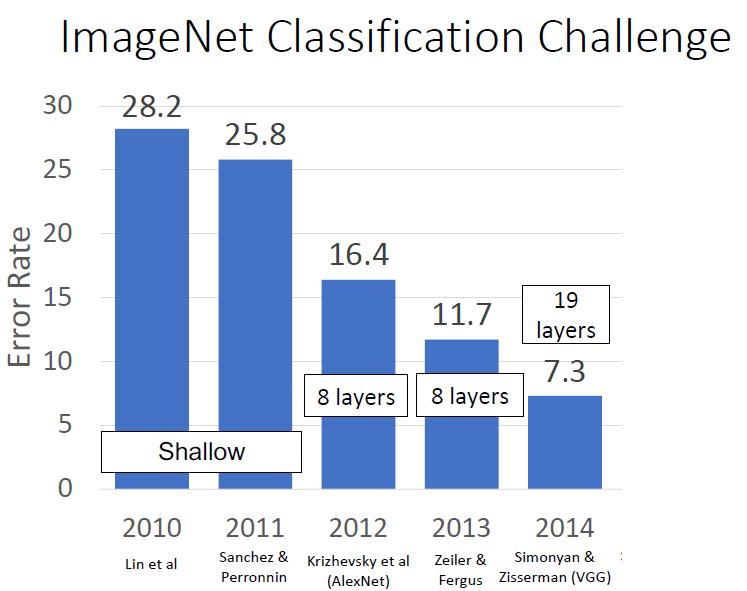 ImageNet Classification Challenge
Error Rate
30
25
20
15
10
5
0
28.2
25.8
16.4
11.7
7.3
Shallow
8 layers
8 layers
19
layers
2010
2011
2012
2013
2014
Lin et al
Sanchez &
Perronnin
Krizhevsky et al
(AlexNet)
Zeiler &
Fergus
Simonyan &
Zisserman (VGG)